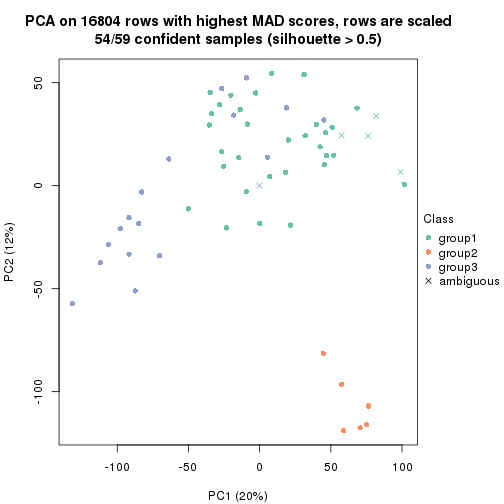 PCA on 16804 rows with highest MAD scores, rows are scaled
54/59 confident samples (silhouette > 0.5)
50
0
-50
-100
PC2 (12%)
-100
-50
0
50
100
PC1 (20%)
Class
group1
group2
group3
ambiguous